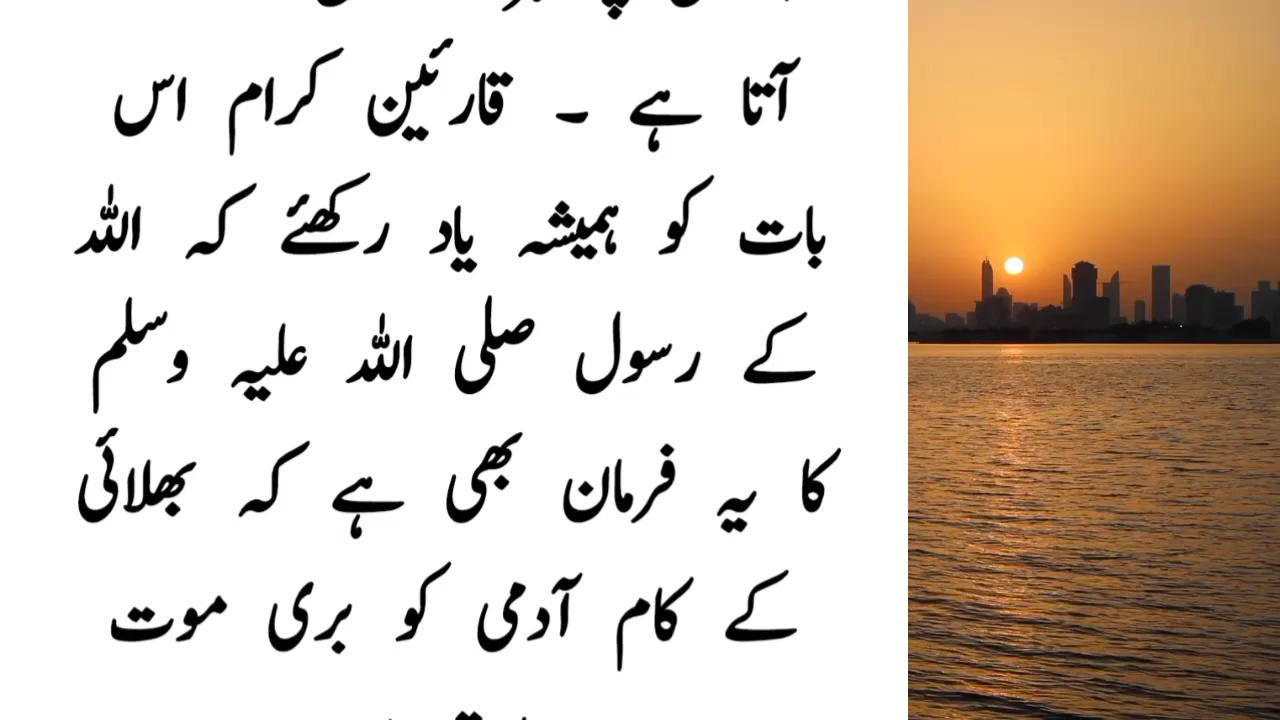 آتا ہے ۔ قارئین کرام اس
بات کو ہمیشہ یاد رکھئے کہ اللہ
کے رسول صلی اللہ علیہ وسلم
کا یہ فرمان بھی ہے کہ بھلائی
کے کام آدمی کو بری موت